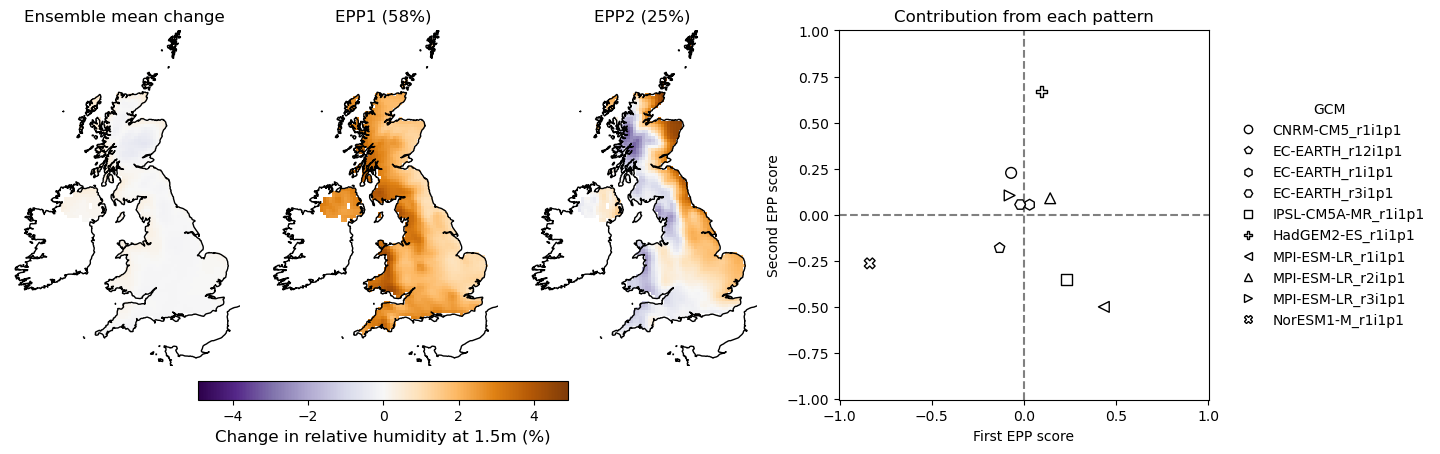 Ensemble mean change
EPP1 (58%)
EPP2 (25%)
Contribution from each pattern
−4
−2
0
2
4
Change in relative humidity at 1.5m (%)
1.00
0.75
0.50
0.25
0.00
−0.25
−0.50
−0.75
−1.00
Second EPP score
−1.0
−0.5
0.0
0.5
1.0
First EPP score
GCM
CNRM-CM5_r1i1p1
EC-EARTH_r12i1p1
EC-EARTH_r1i1p1
EC-EARTH_r3i1p1
IPSL-CM5A-MR_r1i1p1
HadGEM2-ES_r1i1p1
MPI-ESM-LR_r1i1p1
MPI-ESM-LR_r2i1p1
MPI-ESM-LR_r3i1p1
NorESM1-M_r1i1p1